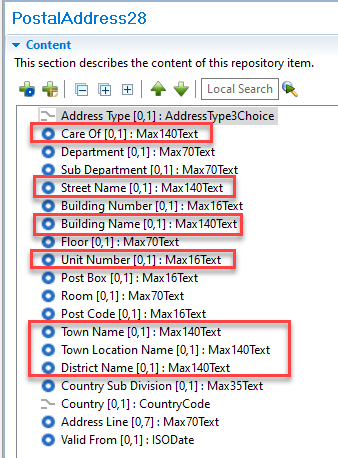 PostalAddress28
Content
This section describes the content of this repository item.
Local Search
Address Type [0,1] : AddressType3Choice
Care Of [0,1] : Max140Text
Department [0,1] : Max70Text
Sub Department [0,1] : Max70Text
Street Name [0,1] : Max140Text
Building Number [0,1] : Max16Text
Building Name [0,1] : Max140Text
Floor [0,1] : Max70Text
Unit Number [0,1] : Max16Text
Post Box [0,1] : Max16Text
Room [0,1] : Max70Text
Post Code [0,1] : Max16Text
Town Name [0,1] : Max140Text
Town Location Name [0,1] : Max140Text
District Name [0,1] : Max140Text
Country Sub Division [0,1] : Max35Text
Country [0,1] : CountryCode
Address Line [0,7] : Max70Text
Valid From [0,1] : ISODate